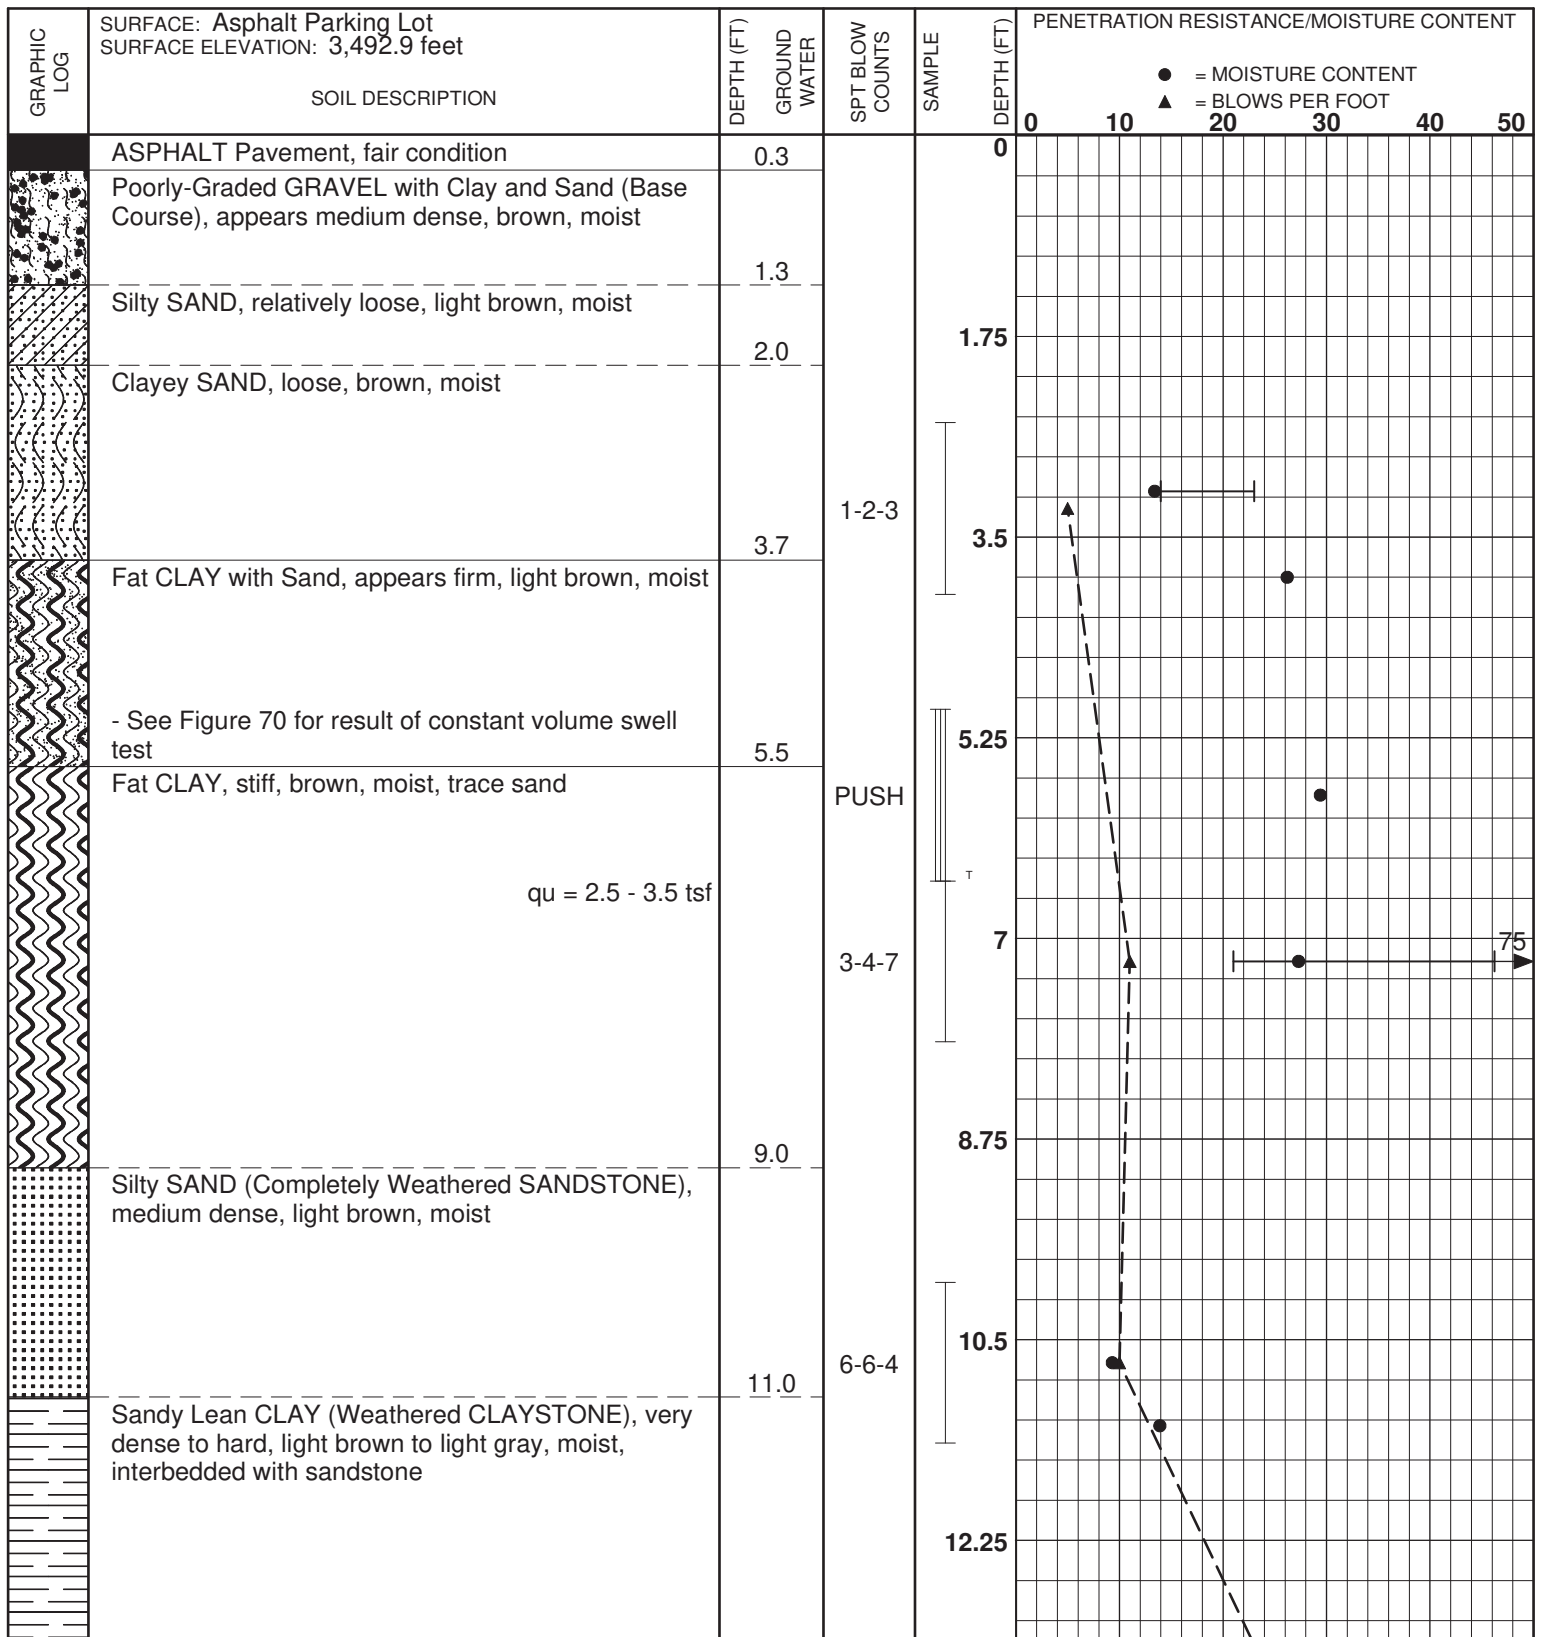 GRAPHIC
LOG
SURFACE: Asphalt Parking Lot
SURFACE ELEVATION: 3,492.9 feet
SOIL DESCRIPTION
DEPTH (FT)
GROUND
WATER
SPT BLOW
COUNTS
SAMPLE
DEPTH (FT)
PENETRATION RESISTANCE/MOISTURE CONTENT
= MOISTURE CONTENT
= BLOWS PER FOOT
0 10 20 30 40 50
0
ASPHALT Pavement, fair condition
0.3
Poorly-Graded GRAVEL with Clay and Sand (Base
Course), appears medium dense, brown, moist
1.3
Silty SAND, relatively loose, light brown, moist
1.75
2.0
Clayey SAND, loose, brown, moist
1-2-3
3.5
3.7
Fat CLAY with Sand, appears firm, light brown, moist
- See Figure 70 for result of constant volume swell
test
5.25
5.5
Fat CLAY, stiff, brown, moist, trace sand
PUSH
T
qu = 2.5 - 3.5 tsf
7
75
3-4-7
8.75
9.0
Silty SAND (Completely Weathered SANDSTONE),
medium dense, light brown, moist
10.5
6-6-4
11.0
Sandy Lean CLAY (Weathered CLAYSTONE), very
dense to hard, light brown to light gray, moist,
interbedded with sandstone
12.25